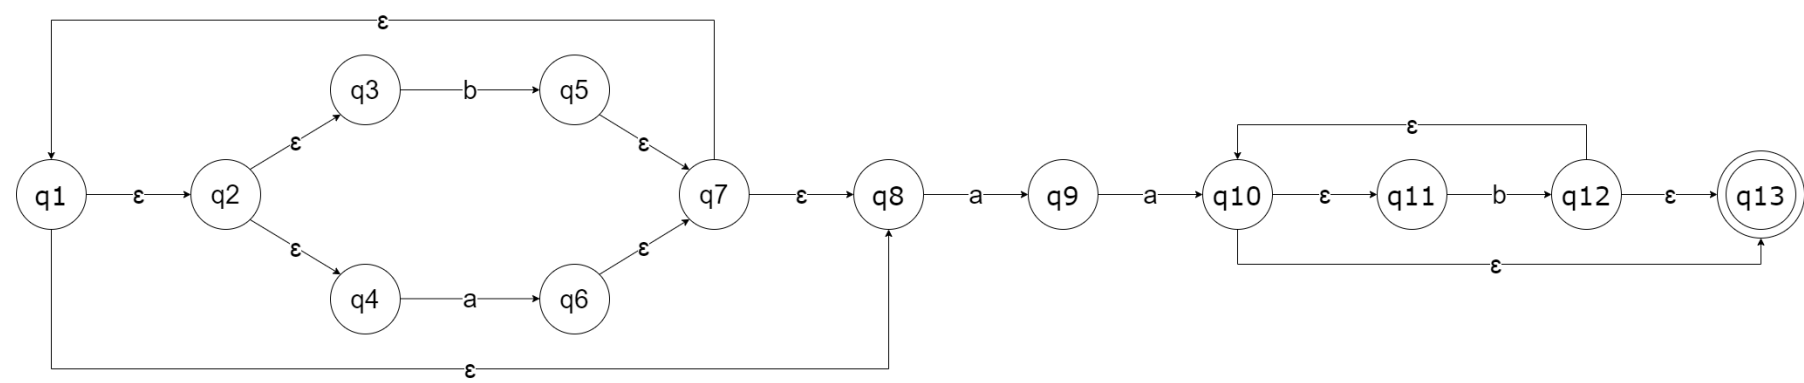 ε
q3 b q5
ε ε ε
q1 ε q2 q7 ε q8 a q9 a q10 ε q11 b q12 ε q13
ε ε ε
q4 a q6
ε